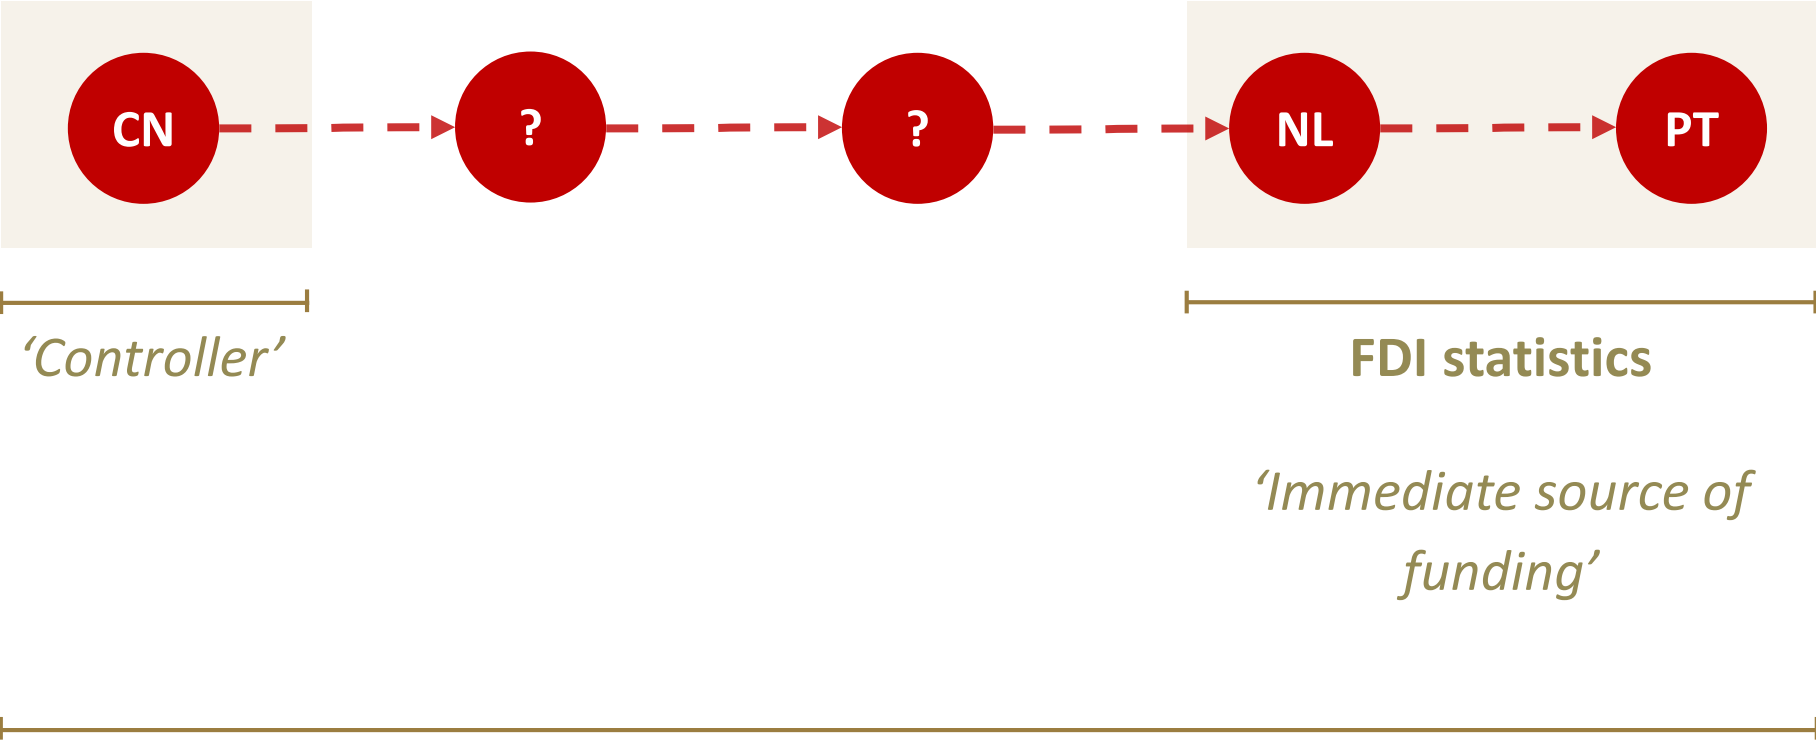 CN ? ? NL PT
‘Controller’
FDI statistics
‘Immediate source of
funding’